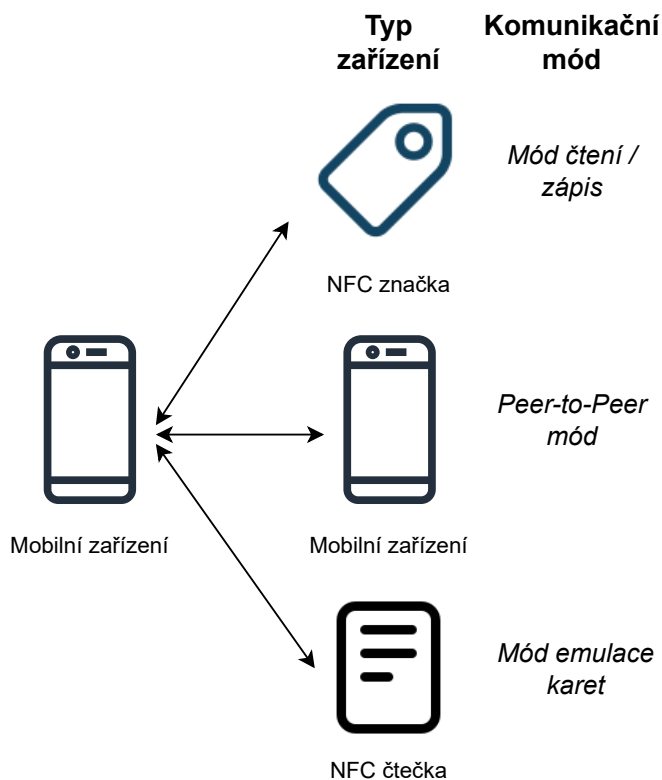 Typ
zařízení
Komunikační
mód
Mód čtení /
zápis
NFC značka
Peer-to-Peer
mód
Mobilní zařízení
Mobilní zařízení
Mód emulace
karet
NFC čtečka